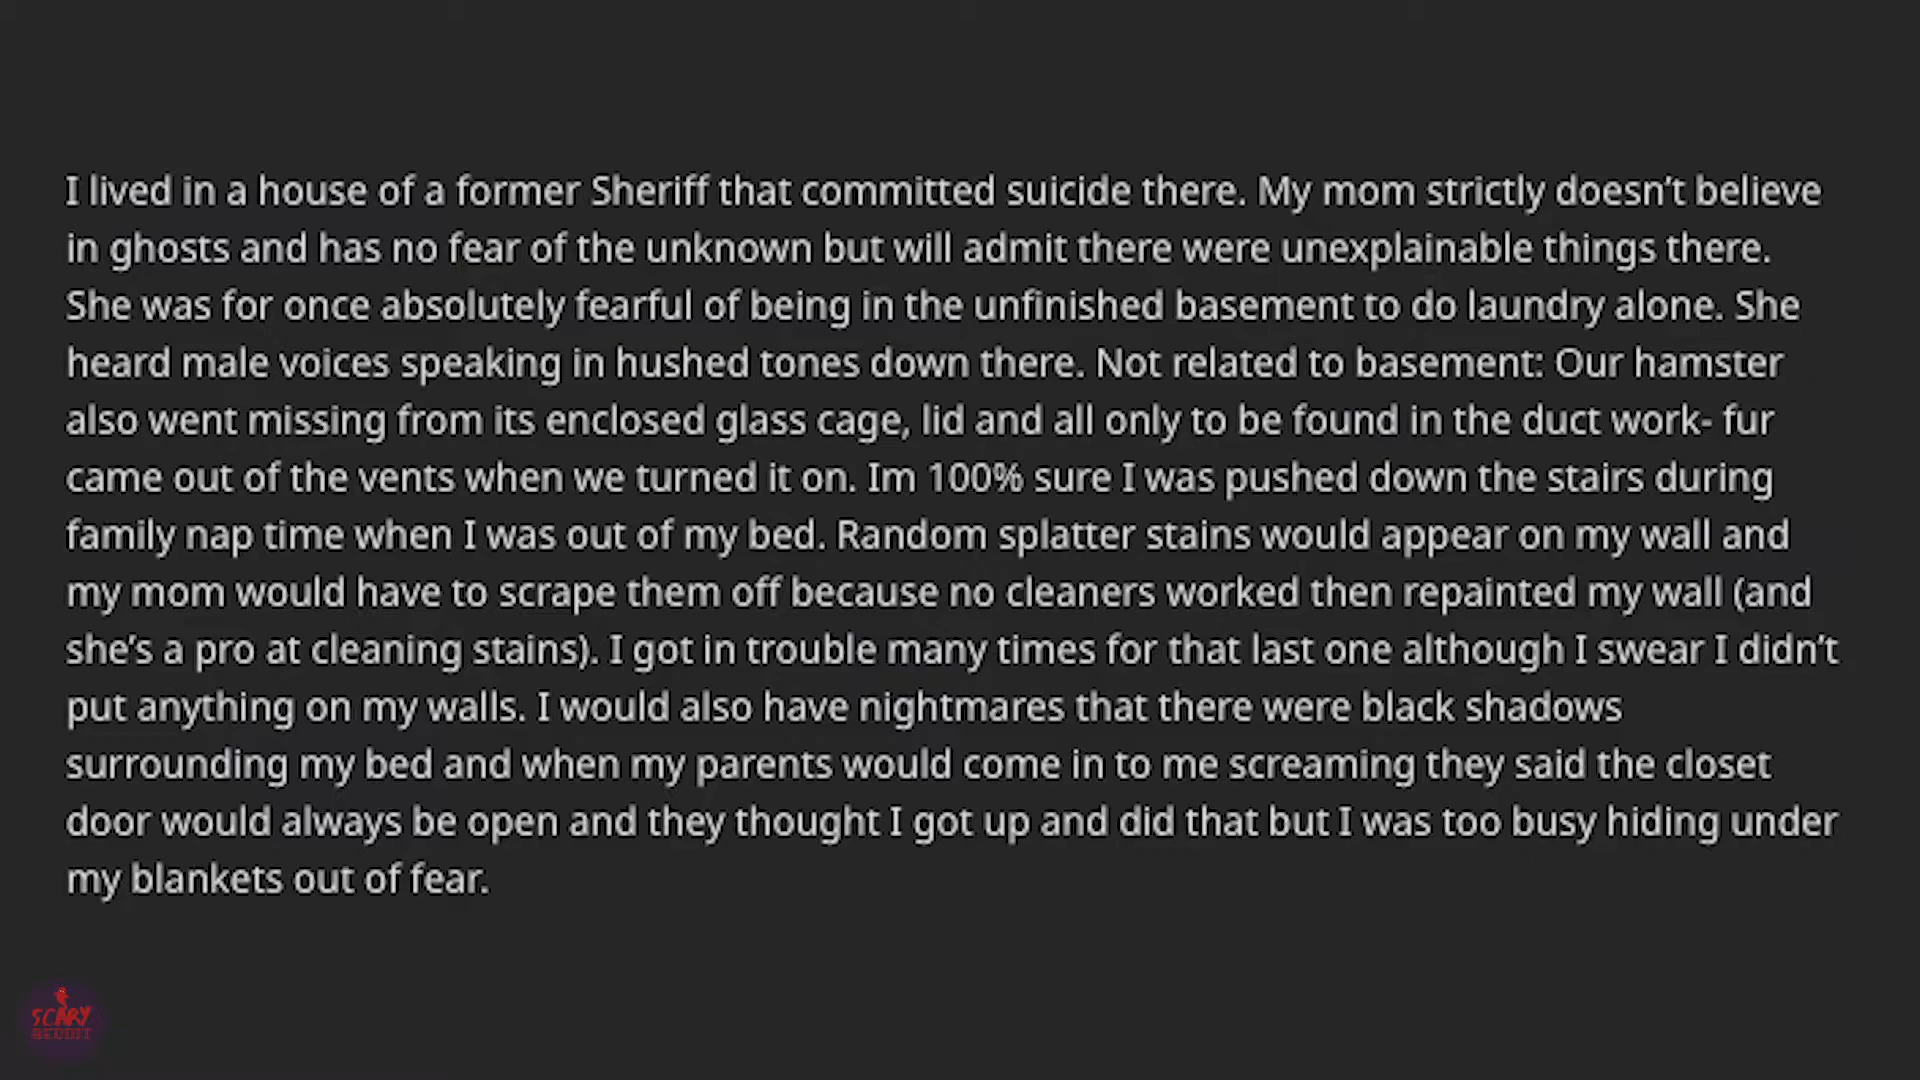 I lived in a house of a former Sheriff that committed suicide there. My mom strictly doesn’t believe
in ghosts and has no fear of the unknown but will admit there were unexplainable things there.
She was for once absolutely fearful of being in the unfinished basement to do laundry alone. She
heard male voices speaking in hushed tones down there. Not related to basement: Our hamster
also went missing from its enclosed glass cage, lid and all only to be found in the duct work- fur
came out of the vents when we turned it on. Im 100% sure I was pushed down the stairs during
family nap time when I was out of my bed. Random splatter stains would appear on my wall and
my mom would have to scrape them off because no cleaners worked then repainted my wall (and
she’s a pro at cleaning stains). I got in trouble many times for that last one although I swear I didn’t
put anything on my walls. I would also have nightmares that there were black shadows
surrounding my bed and when my parents would come in to me screaming they said the closet
door would always be open and they thought I got up and did that but I was too busy hiding under
my blankets out of fear.
SCARY
REDDIT